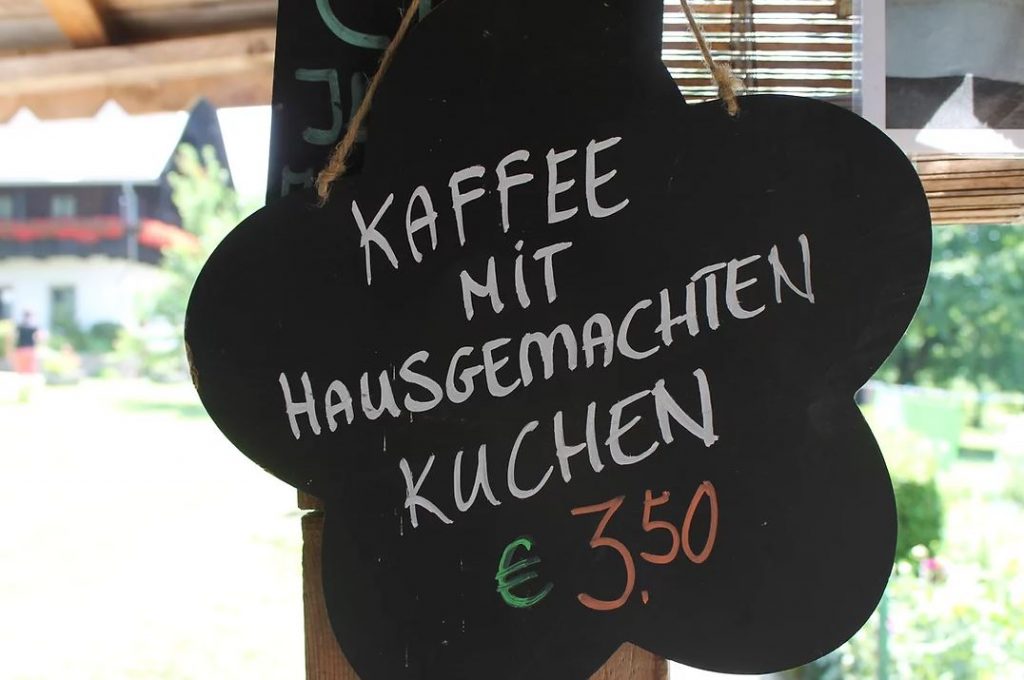 KAFFEE
MIT
HAUSGEMACHTEN
KUCHEN
€ 3.50